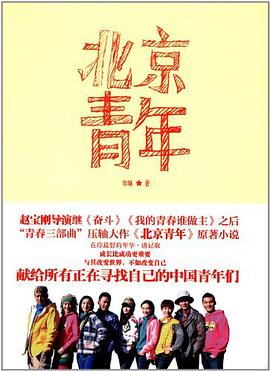 北京
青年
著
赵宝刚导演继《奋斗》《我的青春谁做主》之后
“青春三部曲”压轴大作《北京青年》原著小说
在你最好的年华，请记取
成长比成功更重要
与其改变世界，不如改变自己
献给所有正在寻找自己的中国青年们